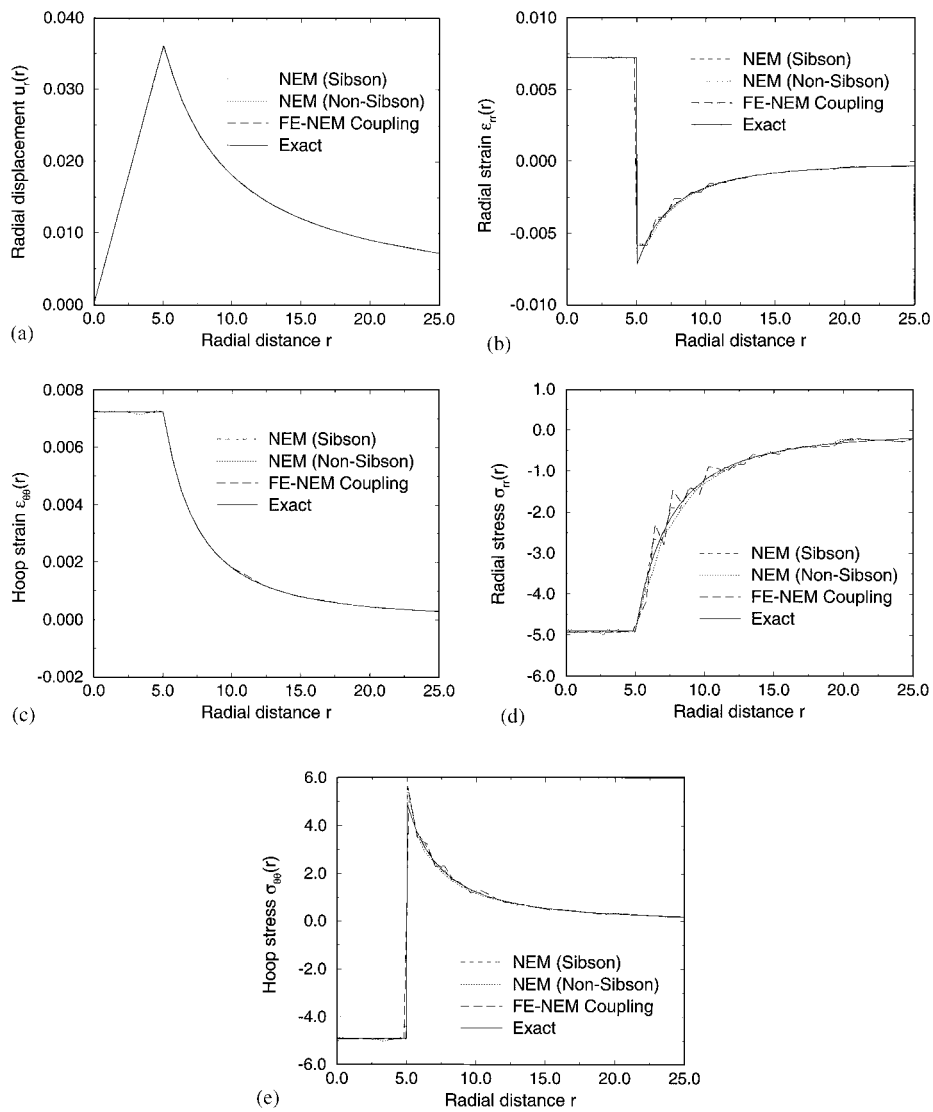 0.040
0.030
0.020
0.010
0.000
Radial displacement uᵣ(r)
NEM (Sibson)
NEM (Non-Sibson)
FE-NEM Coupling
Exact
0.0 5.0 10.0 15.0 20.0 25.0
Radial distance r
(a)
0.010
0.005
0.000
-0.005
-0.010
Radial strain εᵣᵣ(r)
NEM (Sibson)
NEM (Non-Sibson)
FE-NEM Coupling
Exact
0.0 5.0 10.0 15.0 20.0 25.0
Radial distance r
(b)
0.008
0.006
0.004
0.002
0.000
-0.002
Hoop strain εθθ(r)
NEM (Sibson)
NEM (Non-Sibson)
FE-NEM Coupling
Exact
0.0 5.0 10.0 15.0 20.0 25.0
Radial distance r
(c)
1.0
0.0
-1.0
-2.0
-3.0
-4.0
-5.0
-6.0
Radial stress σᵣᵣ(r)
NEM (Sibson)
NEM (Non-Sibson)
FE-NEM Coupling
Exact
0.0 5.0 10.0 15.0 20.0 25.0
Radial distance r
(d)
6.0
4.0
2.0
0.0
-2.0
-4.0
-6.0
Hoop stress σθθ(r)
NEM (Sibson)
NEM (Non-Sibson)
FE-NEM Coupling
Exact
0.0 5.0 10.0 15.0 20.0 25.0
Radial distance r
(e)